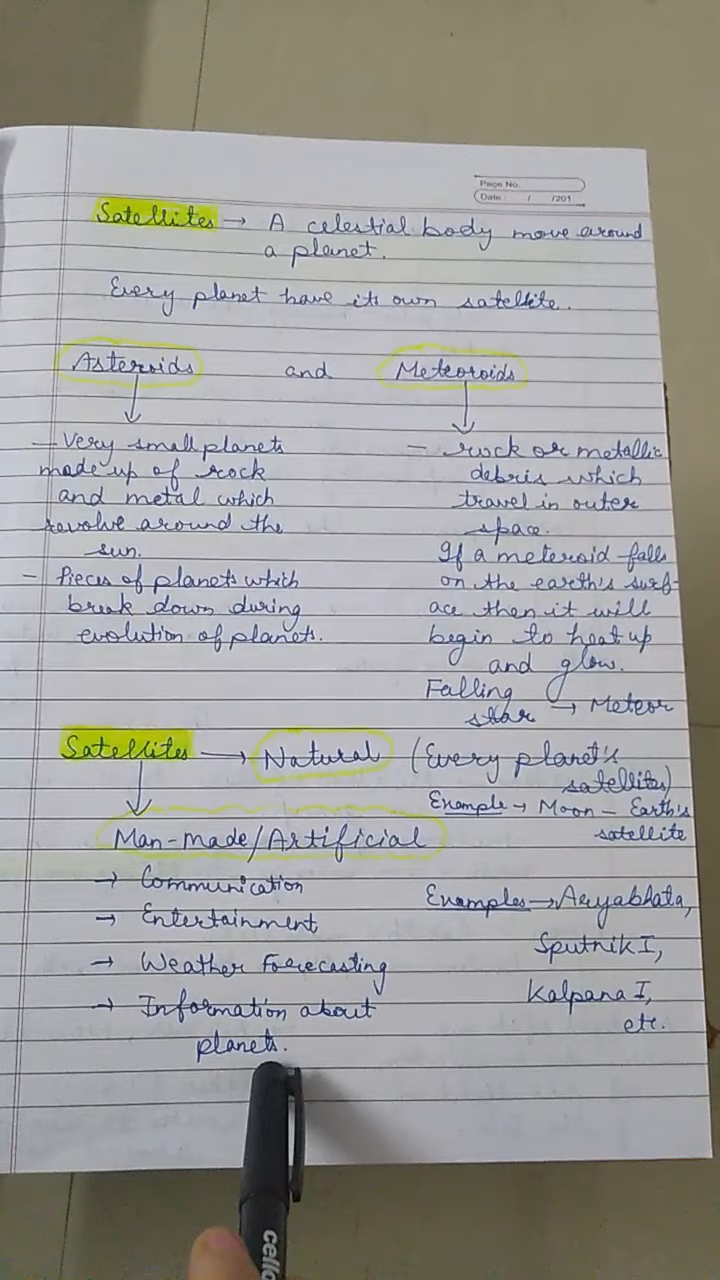 Page No.
Date / /201
Satellites → A celestial body move around
a planet.
Every planet have its own satellite.
Asteroids and Meteoroids
- Very small planets
made up of rock
and metal which
revolve around the
sun.
- Pieces of planets which
break down during
evolution of planets.
- rock or metallic
debris which
travel in outer
space.
If a meteroid falls
on the earth's surf-
ace then it will
begin to heat up
and glow.
Falling
star → Meteor
Satellites → Natural (Every planet's
satellites)
Example → Moon - Earth's
satellite
Man-made/Artificial
→ Communication
→ Entertainment
→ Weather Forecasting
→ Information about
planets.
Examples → Aryabhata,
Sputnik I,
Kalpana I,
etc.
cello